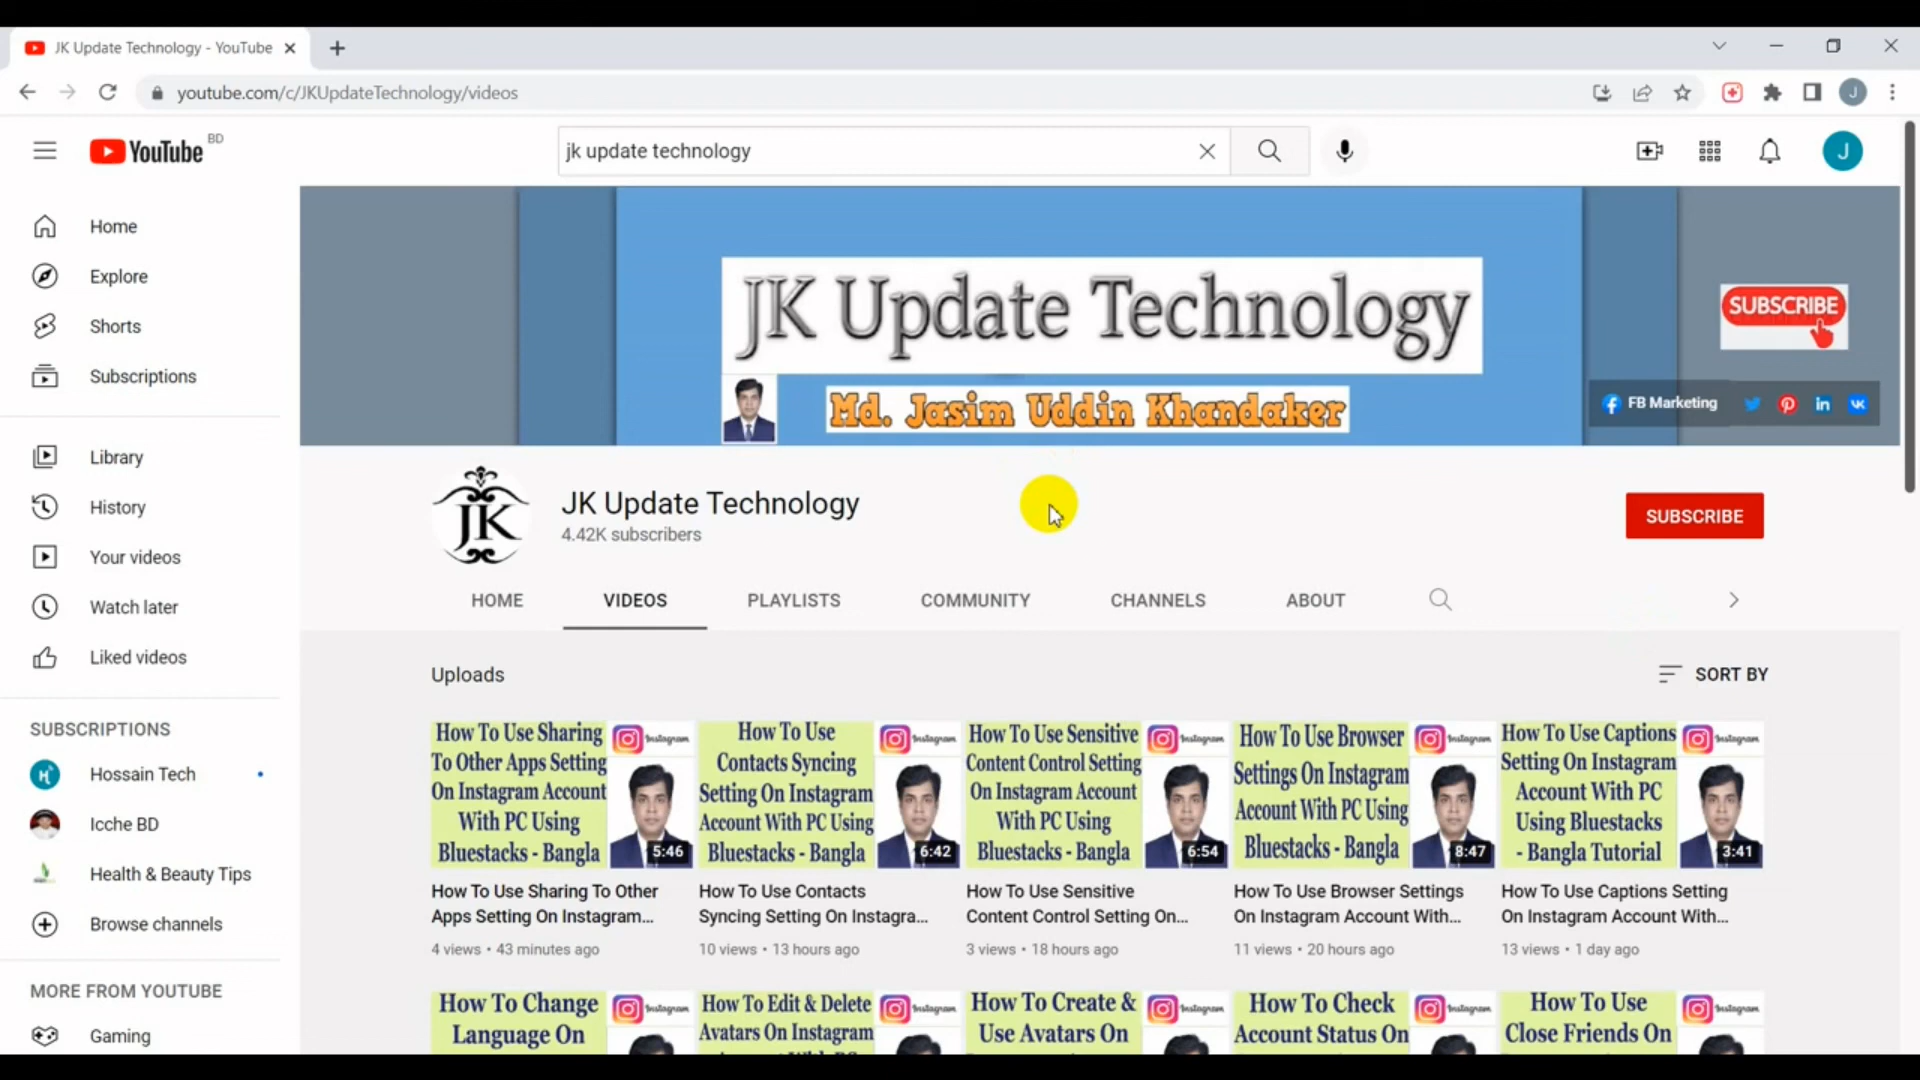 JK Update Technology - YouTube
youtube.com/c/JKUpdateTechnology/videos
J
YouTube BD
jk update technology
J
Home
Explore
Shorts
Subscriptions
Library
History
Your videos
Watch later
Liked videos
SUBSCRIPTIONS
Hossain Tech
Icche BD
Health & Beauty Tips
Browse channels
MORE FROM YOUTUBE
Gaming
JK Update Technology
Md. Jasim Uddin Khandaker
SUBSCRIBE
FB Marketing
JK
JK Update Technology
4.42K subscribers
SUBSCRIBE
HOME VIDEOS PLAYLISTS COMMUNITY CHANNELS ABOUT
Uploads
SORT BY
How To Use Sharing
To Other Apps Setting
On Instagram Account
With PC Using
Bluestacks - Bangla
Instagram
5:46
How To Use Sharing To Other
Apps Setting On Instagram...
4 views • 43 minutes ago
How To Use
Contacts Syncing
Setting On Instagram
Account With PC Using
Bluestacks - Bangla
Instagram
6:42
How To Use Contacts
Syncing Setting On Instagra...
10 views • 13 hours ago
How To Use Sensitive
Content Control Setting
On Instagram Account
With PC Using
Bluestacks - Bangla
Instagram
6:54
How To Use Sensitive
Content Control Setting On...
3 views • 18 hours ago
How To Use Browser
Settings On Instagram
Account With PC Using
Bluestacks - Bangla
Instagram
8:47
How To Use Browser Settings
On Instagram Account With...
11 views • 20 hours ago
How To Use Captions
Setting On Instagram
Account With PC
Using Bluestacks
- Bangla Tutorial
Instagram
3:41
How To Use Captions Setting
On Instagram Account With...
13 views • 1 day ago
How To Change
Language On
Instagram
How To Edit & Delete
Avatars On Instagram
Instagram
How To Create &
Use Avatars On
Instagram
How To Check
Account Status On
Instagram
How To Use
Close Friends On
Instagram